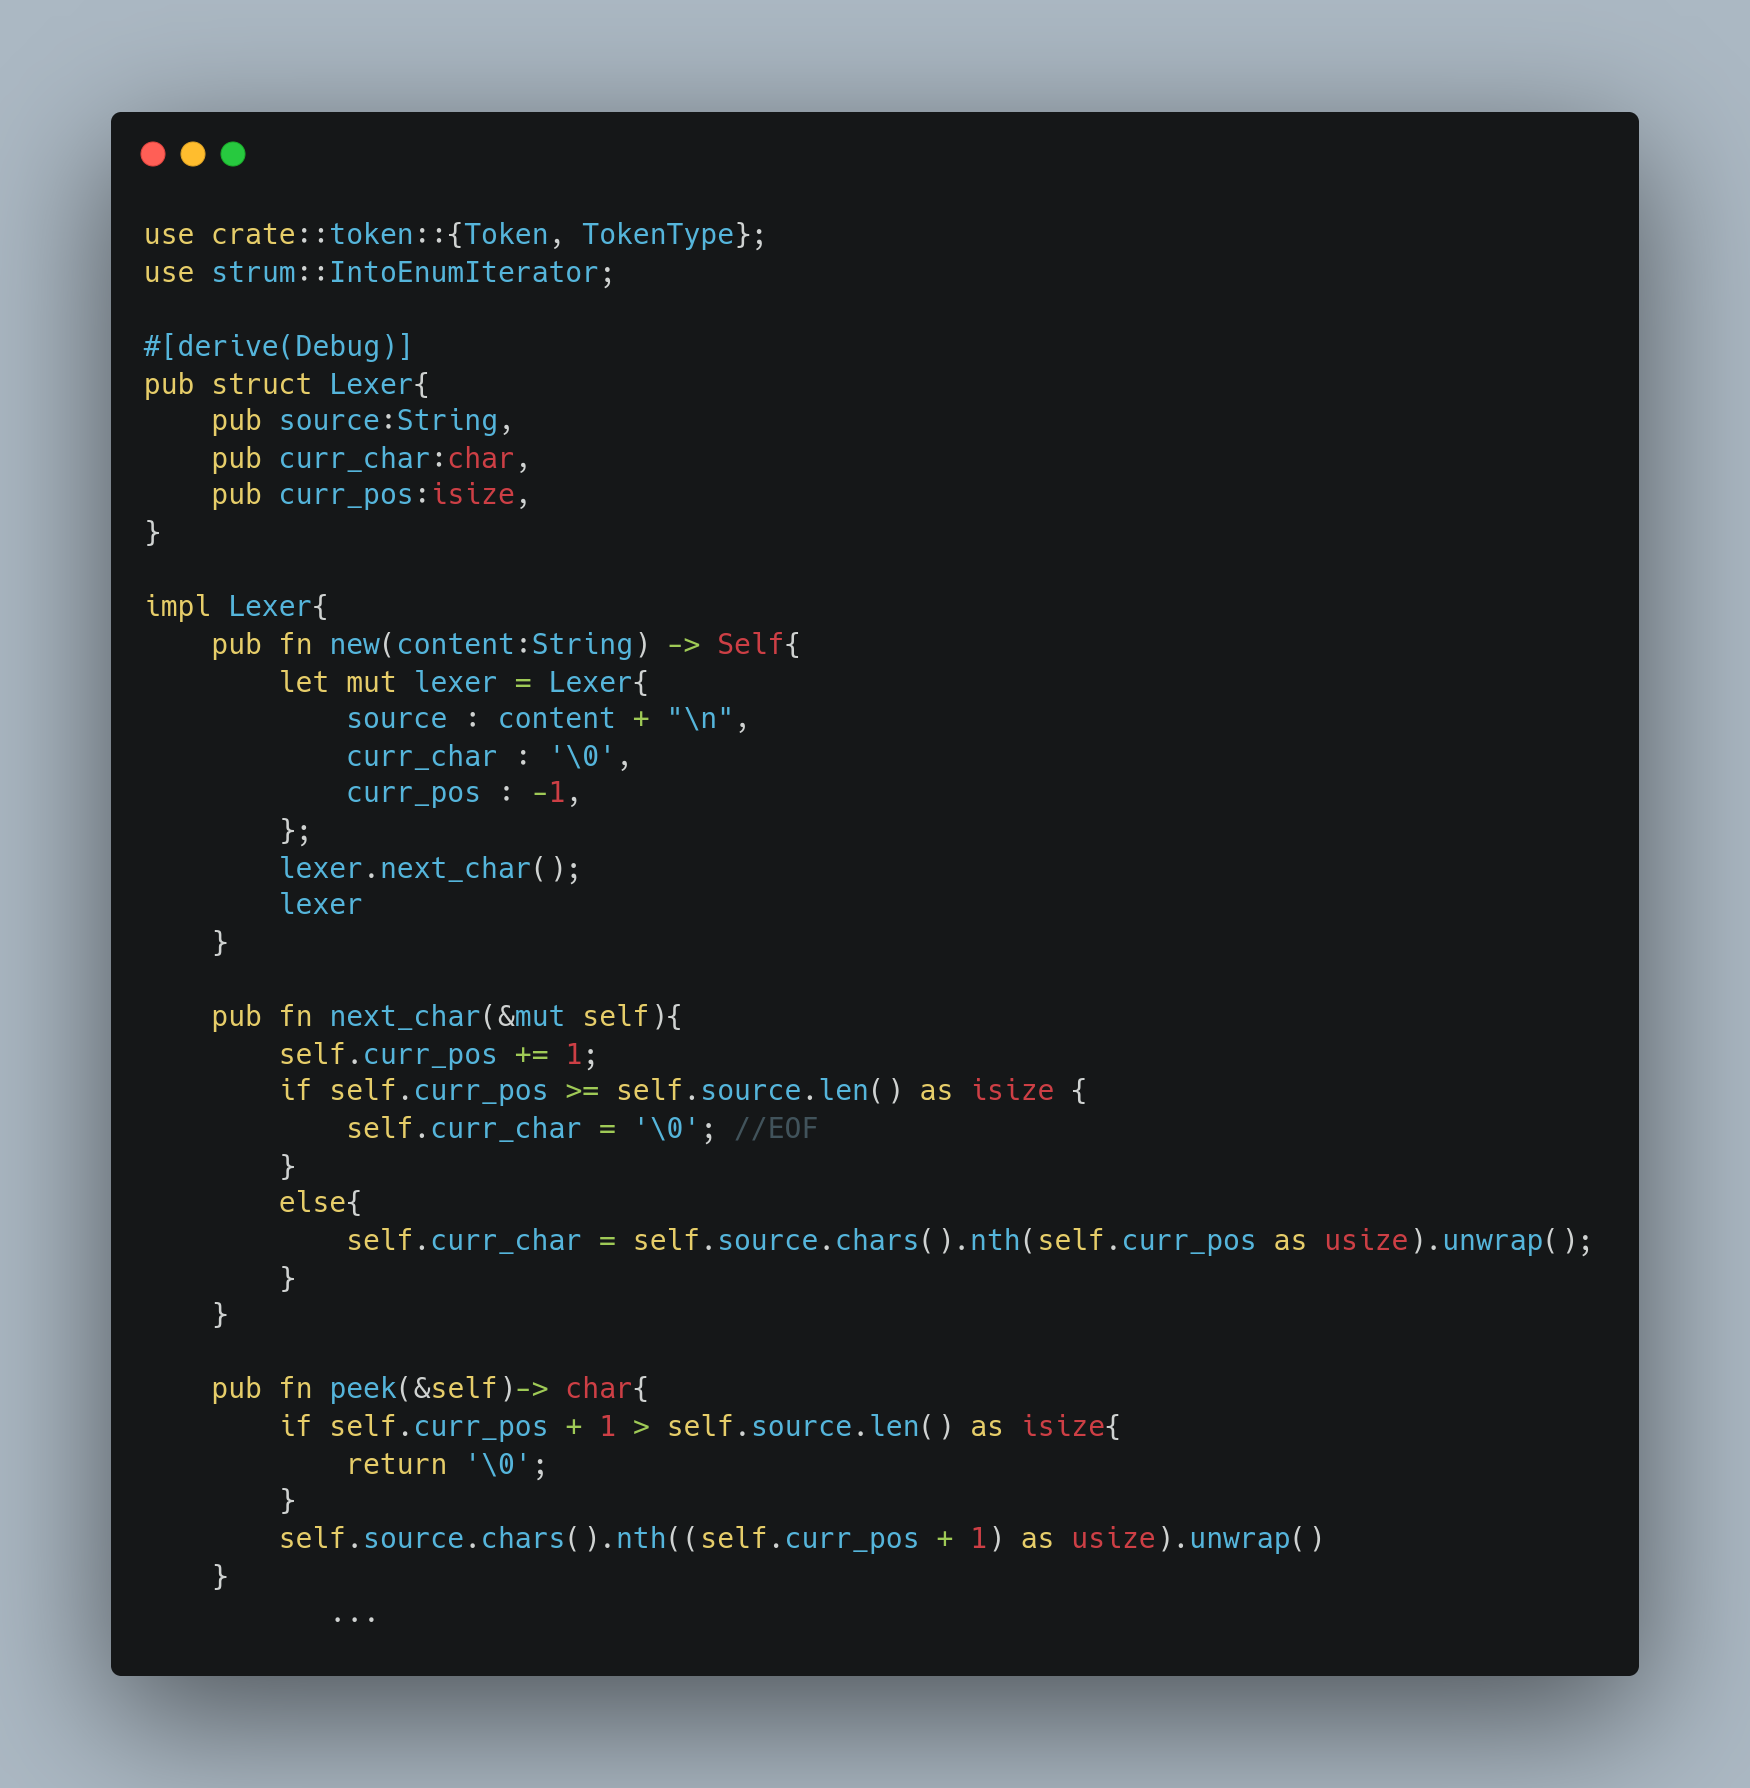 use crate::token::{Token, TokenType};
use strum::IntoEnumIterator;

#[derive(Debug)]
pub struct Lexer{
    pub source:String,
    pub curr_char:char,
    pub curr_pos:isize,
}

impl Lexer{
    pub fn new(content:String) -> Self{
        let mut lexer = Lexer{
            source : content + "\n",
            curr_char : '\0',
            curr_pos : -1,
        };
        lexer.next_char();
        lexer
    }

    pub fn next_char(&mut self){
        self.curr_pos += 1;
        if self.curr_pos >= self.source.len() as isize {
            self.curr_char = '\0'; //EOF
        }
        else{
            self.curr_char = self.source.chars().nth(self.curr_pos as usize).unwrap();
        }
    }

    pub fn peek(&self)-> char{
        if self.curr_pos + 1 > self.source.len() as isize{
            return '\0';
        }
        self.source.chars().nth((self.curr_pos + 1) as usize).unwrap()
    }
           ...